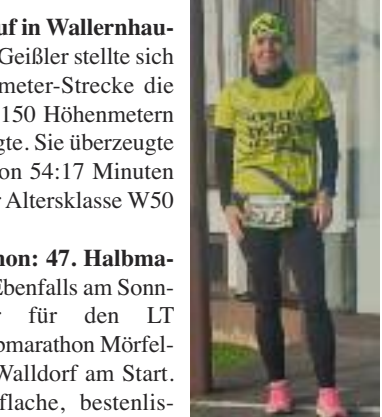 uf in Wallernhau-
Geißler stellte sich
meter-Strecke die
150 Höhenmetern
gte. Sie überzeugte
on 54:17 Minuten
r Altersklasse W50
hon: 47. Halbma-
Ebenfalls am Sonn-
r für den LT
bmarathon Mörfel-
Walldorf am Start.
flache, bestenlis-